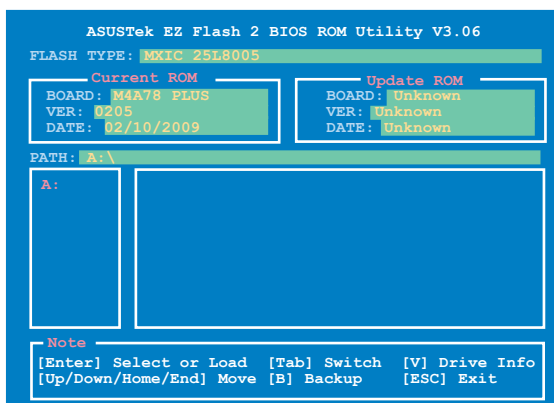 ASUSTek EZ Flash 2 BIOS ROM Utility V3.06
FLASH TYPE: MXIC 25L8005
Current ROM
BOARD: M4A78 PLUS
VER: 0205
DATE: 02/10/2009
Update ROM
BOARD: Unknown
VER: Unknown
DATE: Unknown
PATH: A:\
A:
Note
[Enter] Select or Load [Tab] Switch [V] Drive Info
[Up/Down/Home/End] Move [B] Backup [ESC] Exit